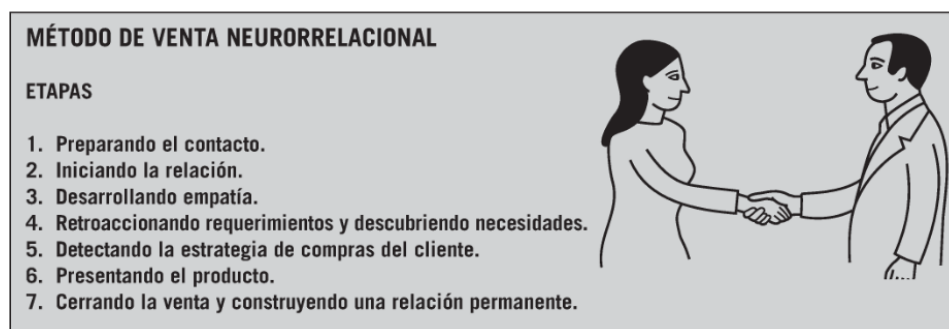 MÉTODO DE VENTA NEURORRELACIONAL
ETAPAS
1. Preparando el contacto.
2. Iniciando la relación.
3. Desarrollando empatía.
4. Retroaccionando requerimientos y descubriendo necesidades.
5. Detectando la estrategia de compras del cliente.
6. Presentando el producto.
7. Cerrando la venta y construyendo una relación permanente.